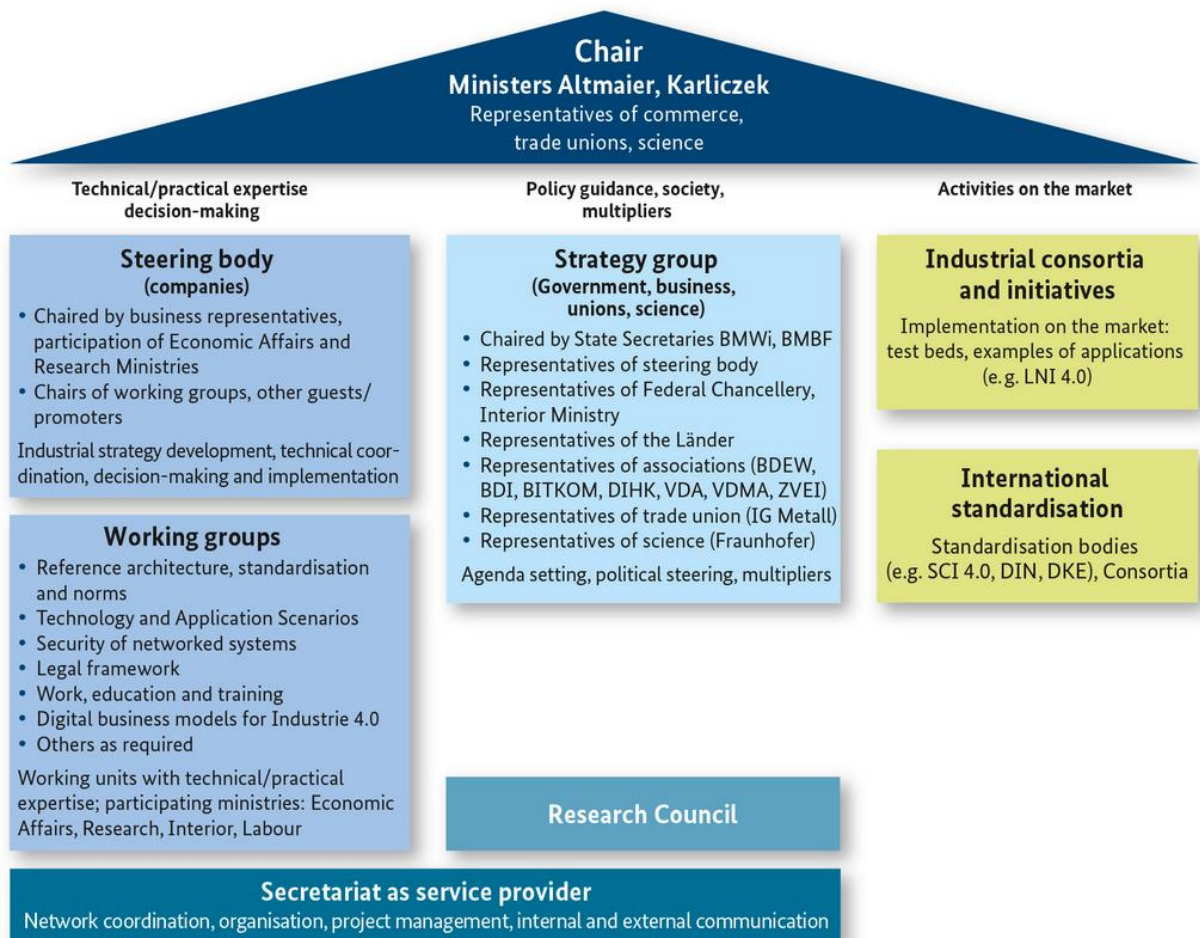 Chair
Ministers Altmaier, Karliczek
Representatives of commerce,
trade unions, science
Technical/practical expertise
decision-making
Steering body
(companies)
• Chaired by business representatives,
participation of Economic Affairs and
Research Ministries
• Chairs of working groups, other guests/
promoters
Industrial strategy development, technical coor-
dination, decision-making and implementation
Working groups
• Reference architecture, standardisation
and norms
• Technology and Application Scenarios
• Security of networked systems
• Legal framework
• Work, education and training
• Digital business models for Industrie 4.0
• Others as required
Working units with technical/practical
expertise; participating ministries: Economic
Affairs, Research, Interior, Labour
Policy guidance, society,
multipliers
Strategy group
(Government, business,
unions, science)
• Chaired by State Secretaries BMWi, BMBF
• Representatives of steering body
• Representatives of Federal Chancellery,
Interior Ministry
• Representatives of the Länder
• Representatives of associations (BDEW,
BDI, BITKOM, DIHK, VDA, VDMA, ZVEI)
• Representatives of trade union (IG Metall)
• Representatives of science (Fraunhofer)
Agenda setting, political steering, multipliers
Research Council
Activities on the market
Industrial consortia
and initiatives
Implementation on the market:
test beds, examples of applications
(e.g. LNI 4.0)
International
standardisation
Standardisation bodies
(e.g. SCI 4.0, DIN, DKE), Consortia
Secretariat as service provider
Network coordination, organisation, project management, internal and external communication